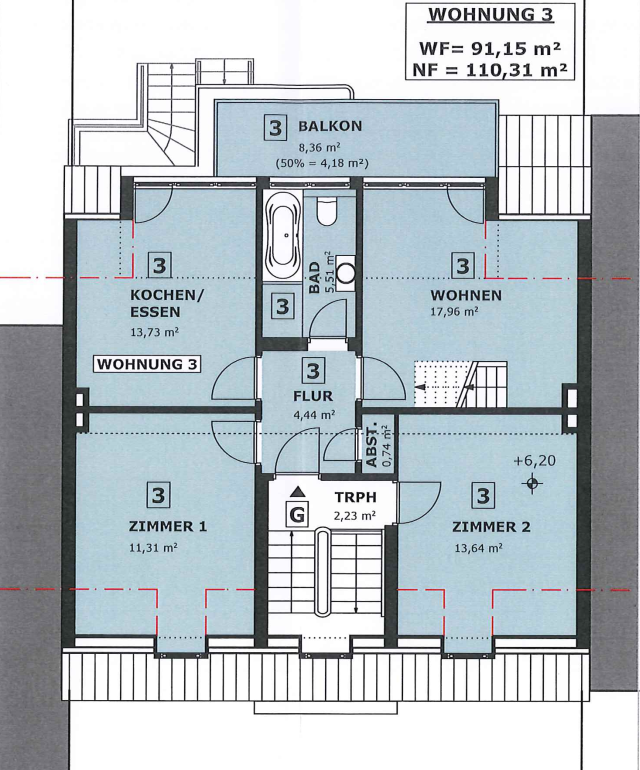 WOHNUNG 3
WF= 91,15 m²
NF = 110,31 m²
3 BALKON
8,36 m²
(50% = 4,18 m²)
3
KOCHEN/
ESSEN
13,73 m²
WOHNUNG 3
BAD
5,51 m²
3
3
WOHNEN
17,96 m²
3
FLUR
4,44 m²
ABST.
0,74 m²
3
ZIMMER 1
11,31 m²
G
TRPH
2,23 m²
+6,20
3
ZIMMER 2
13,64 m²